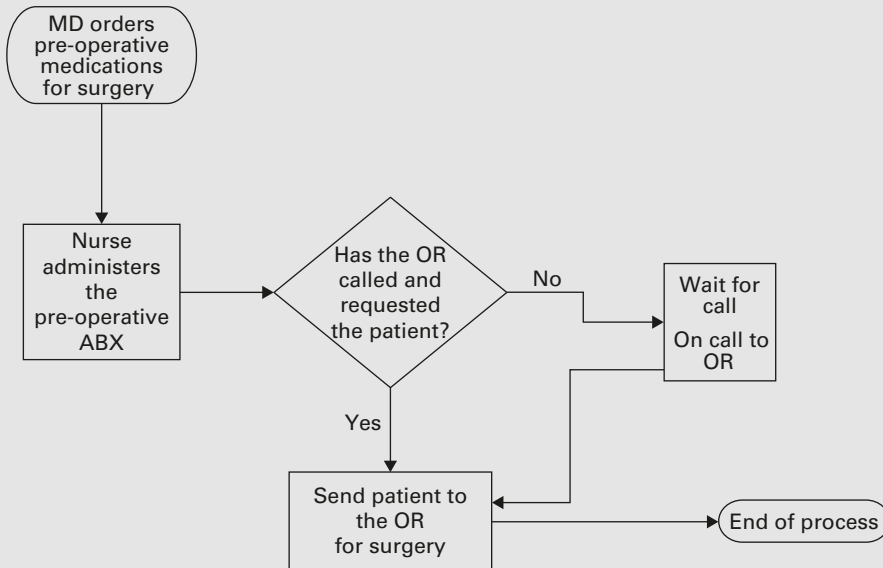 MD orders
pre-operative
medications
for surgery
Nurse
administers
the
pre-operative
ABX
Has the OR
called and
requested
the patient?
No
Wait for
call
On call to
OR
Yes
Send patient to
the OR
for surgery
End of process